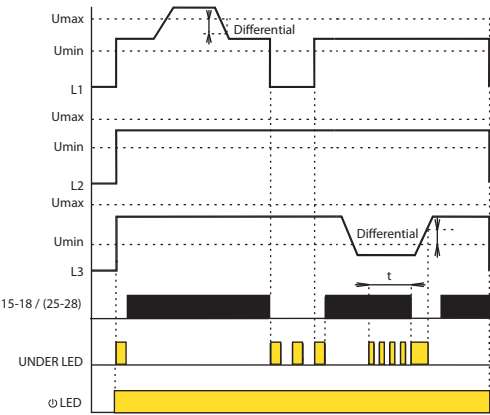 Umax
Differential
Umin
L1
Umax
Umin
L2
Umax
Differential
Umin
L3
t
15-18 / (25-28)
UNDER LED
⏻ LED